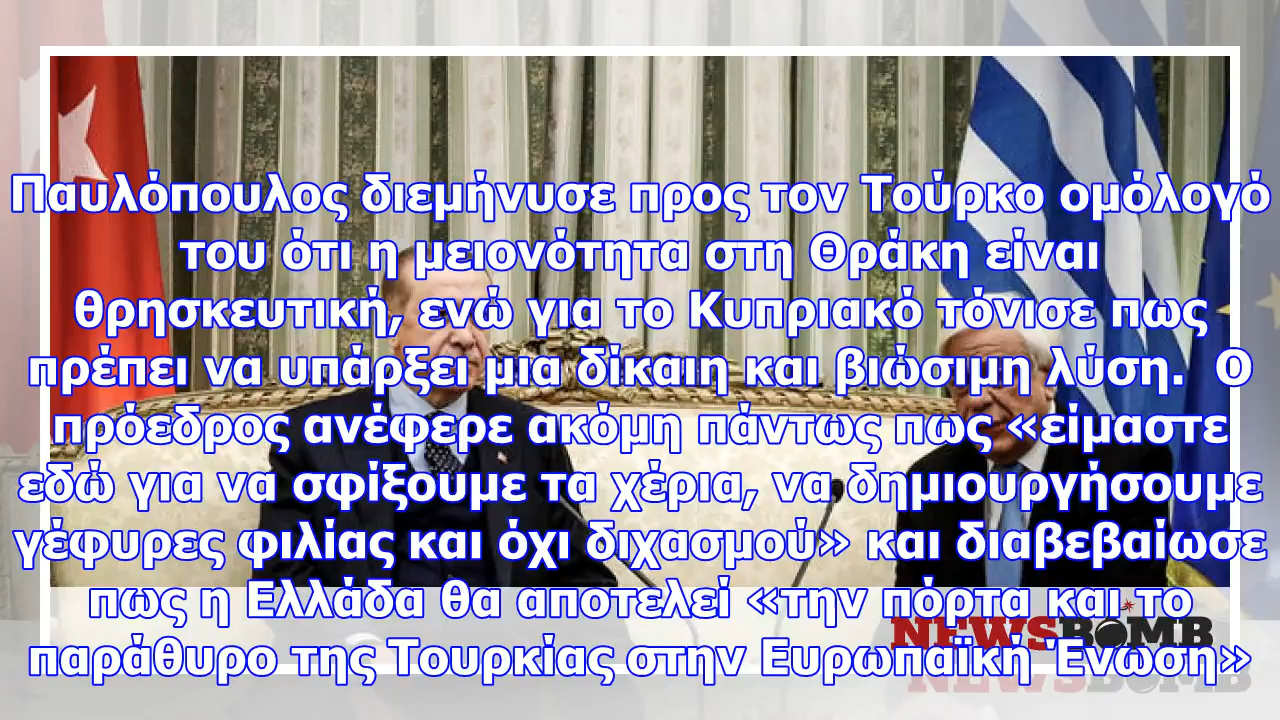 Παυλόπουλος διεμήνυσε προς τον Τούρκο ομόλογό
του ότι η μειονότητα στη Θράκη είναι
θρησκευτική, ενώ για το Κυπριακό τόνισε πως
πρέπει να υπάρξει μια δίκαιη και βιώσιμη λύση.  Ο
πρόεδρος ανέφερε ακόμη πάντως πως «είμαστε
εδώ για να σφίξουμε τα χέρια, να δημιουργήσουμε
γέφυρες φιλίας και όχι διχασμού» και διαβεβαίωσε
πως η Ελλάδα θα αποτελεί «την πόρτα και το
παράθυρο της Τουρκίας στην Ευρωπαϊκή Ένωση»
NEWSBOMB
NEWSBOMB